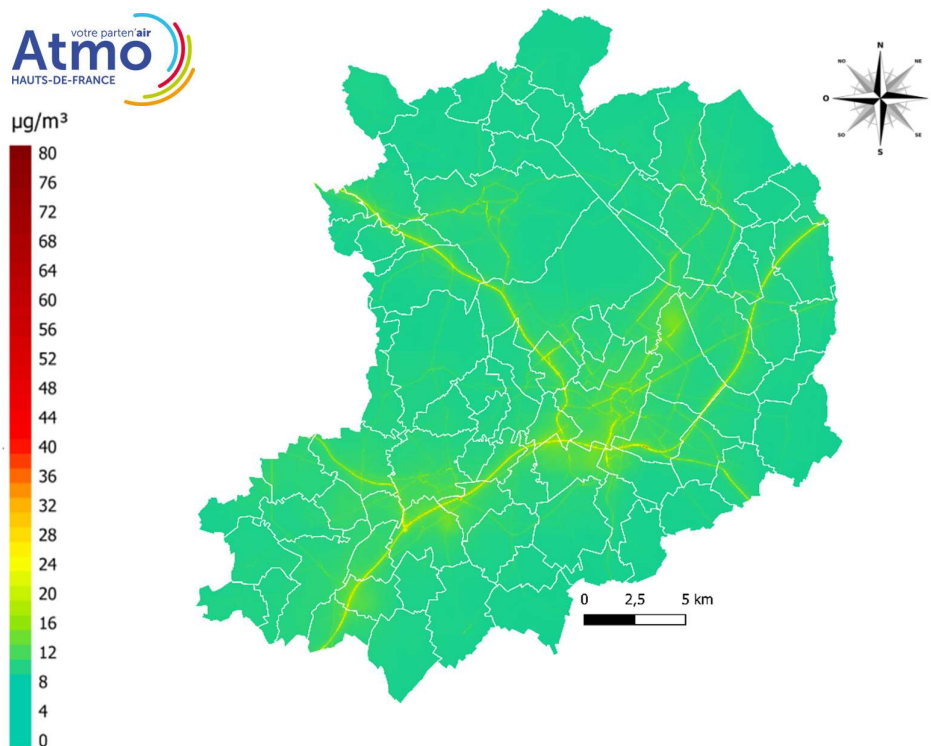 votre parten'air
Atmo
HAUTS-DE-FRANCE
µg/m³
80
76
72
68
64
60
56
52
48
44
40
36
32
28
24
20
16
12
8
4
0
N
NO
NE
O
E
SO
SE
S
0 2,5 5 km